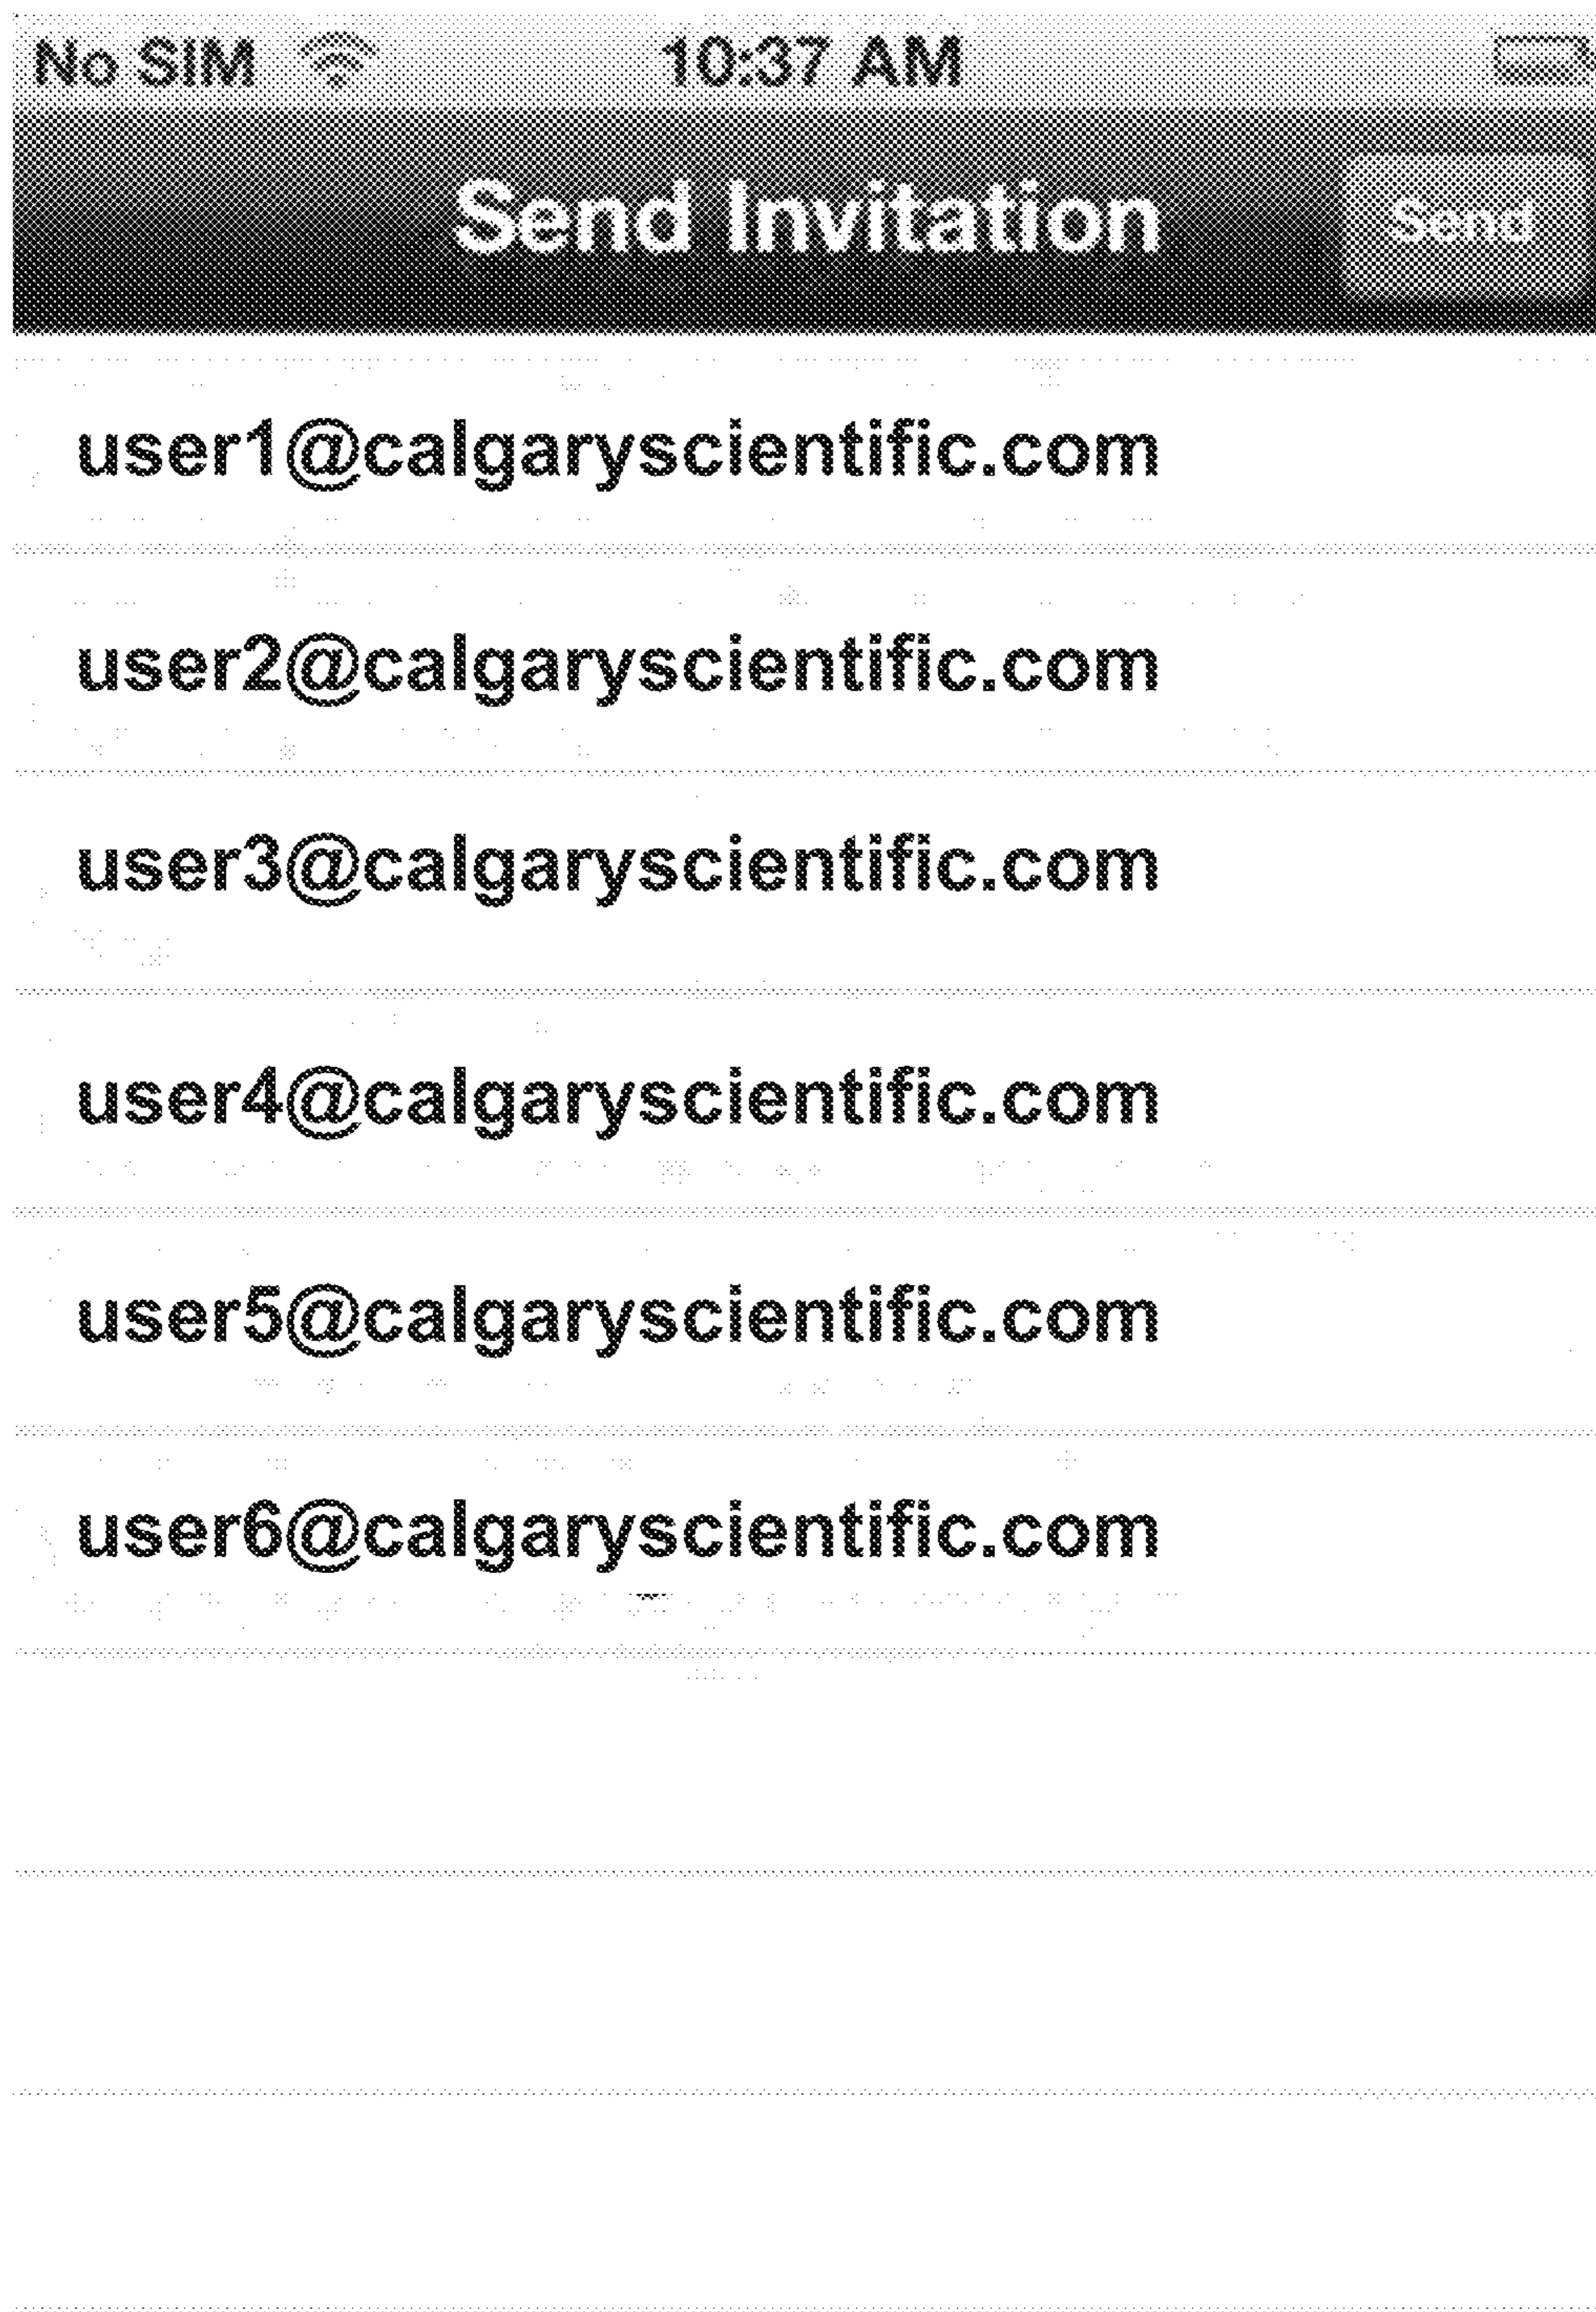 No SIM 10:37 AM
Send Invitation Send
user1@calgaryscientific.com
user2@calgaryscientific.com
user3@calgaryscientific.com
user4@calgaryscientific.com
user5@calgaryscientific.com
user6@calgaryscientific.com